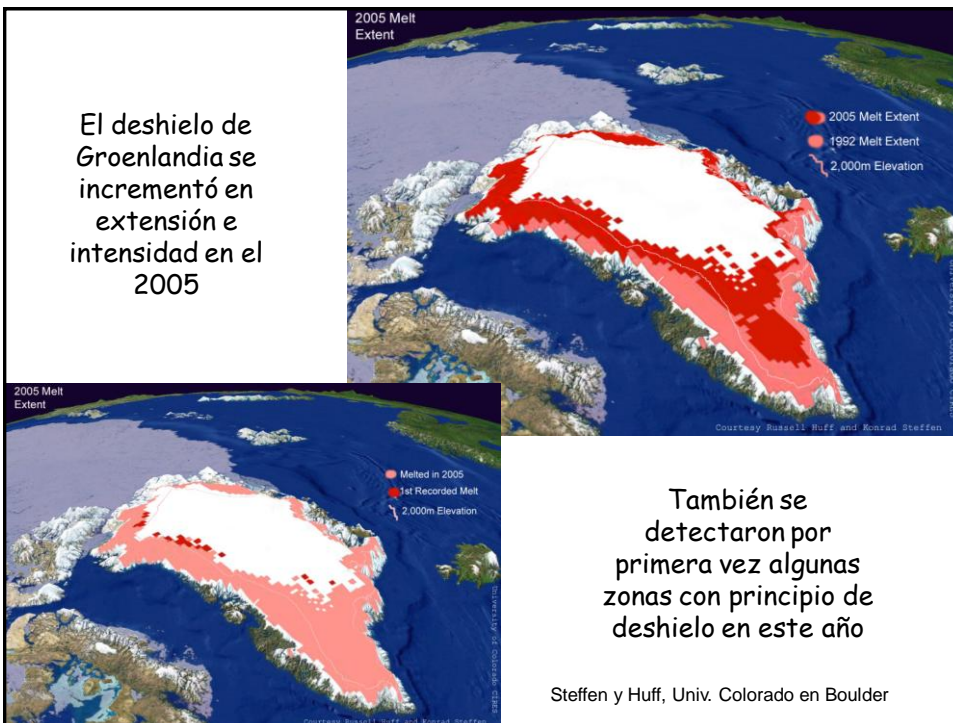 El deshielo de
Groenlandia se
incrementó en
extensión e
intensidad en el
2005
2005 Melt
Extent
2005 Melt Extent
1992 Melt Extent
2,000m Elevation
Courtesy Russell Huff and Konrad Steffen
2005 Melt
Extent
Melted in 2005
1st Recorded Melt
2,000m Elevation
University of Colorado CIRES
Courtesy Russell Huff and Konrad Steffen
También se
detectaron por
primera vez algunas
zonas con principio de
deshielo en este año
Steffen y Huff, Univ. Colorado en Boulder